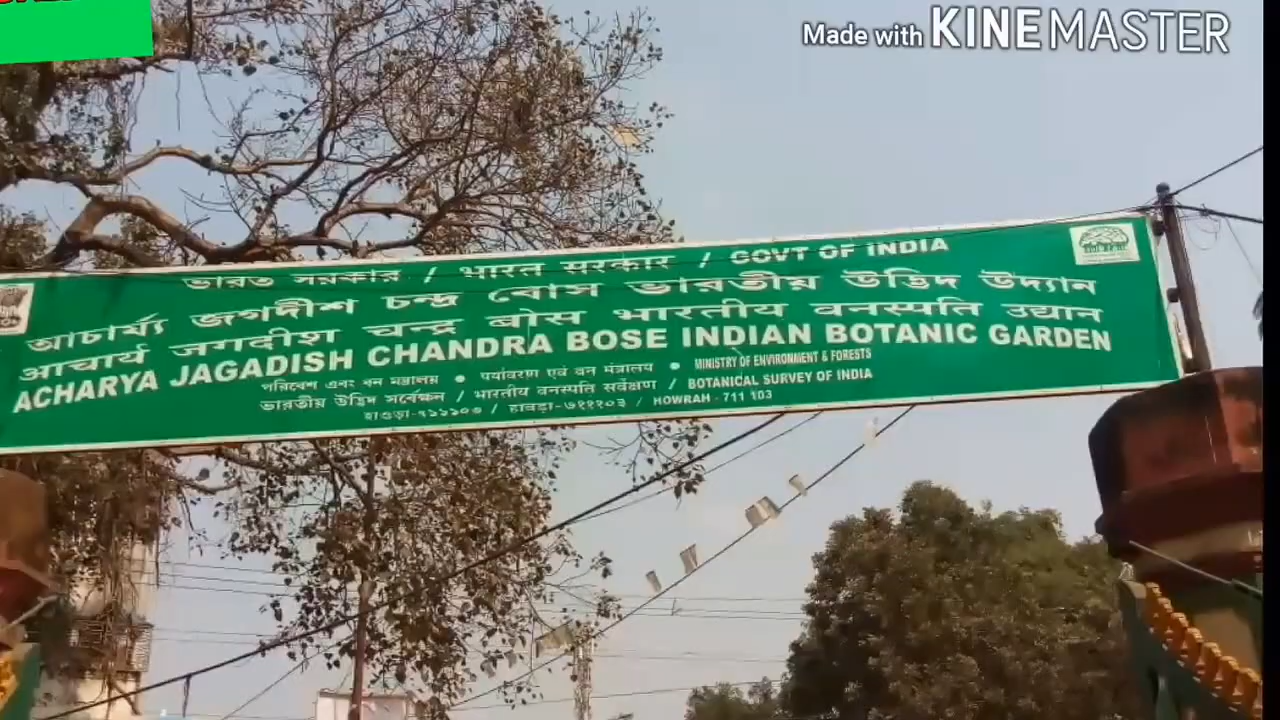 Made with KINEMASTER
ভারত সরকার / भारत सरकार / GOVT OF INDIA
আচার্য্য জগদীশ চন্দ্র বোস ভারতীয় উদ্ভিদ উদ্যান
आचार्य जगदीश चन्द्र बोस भारतीय वनस्पति उद्यान
ACHARYA JAGADISH CHANDRA BOSE INDIAN BOTANIC GARDEN
পরিবেশ এবং বন মন্ত্রালয় • पर्यावरण एवं वन मंत्रालय • MINISTRY OF ENVIRONMENT & FORESTS
ভারতীয় উদ্ভিদ সর্বেক্ষন / भारतीय वनस्पति सर्वेक्षण / BOTANICAL SURVEY OF INDIA
হাওড়া-৭১১১০৩ / हावड़ा-७१११०३ / HOWRAH - 711 103